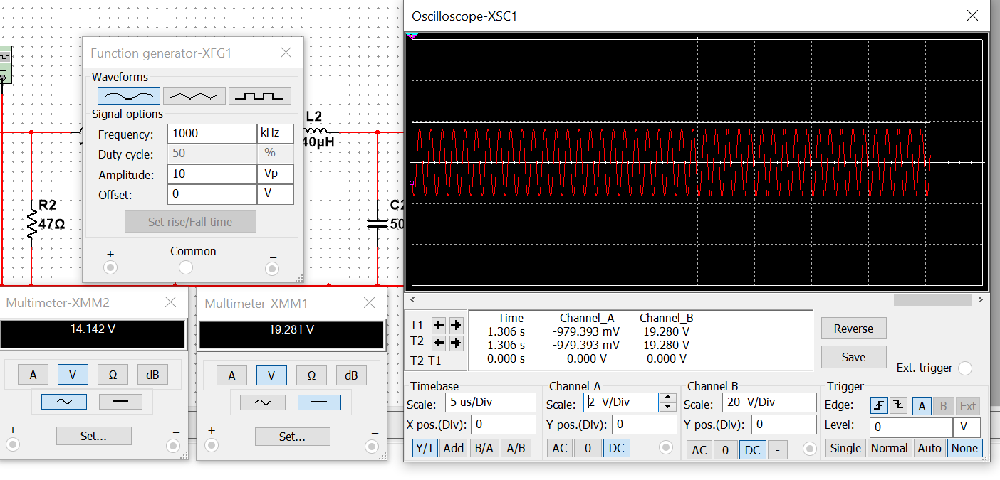 Oscilloscope-XSC1
Function generator-XFG1
Waveforms
Signal options
Frequency: 1000 kHz
Duty cycle: 50 %
Amplitude: 10 Vp
Offset: 0 V
Set rise/Fall time
+ Common −
L2
40µH
R2
47Ω
C2
50
Multimeter-XMM2
14.142 V
A V Ω dB
Set...
+ −
Multimeter-XMM1
19.281 V
A V Ω dB
Set...
+ −
Time Channel_A Channel_B
T1 1.306 s -979.393 mV 19.280 V
T2 1.306 s -979.393 mV 19.280 V
T2-T1 0.000 s 0.000 V 0.000 V
Reverse
Save
Ext. trigger
Timebase
Scale: 5 us/Div
X pos.(Div): 0
Y/T Add B/A A/B
Channel A
Scale: 2 V/Div
Y pos.(Div): 0
AC 0 DC
Channel B
Scale: 20 V/Div
Y pos.(Div): 0
AC 0 DC -
Trigger
Edge: A B Ext
Level: 0 V
Single Normal Auto None